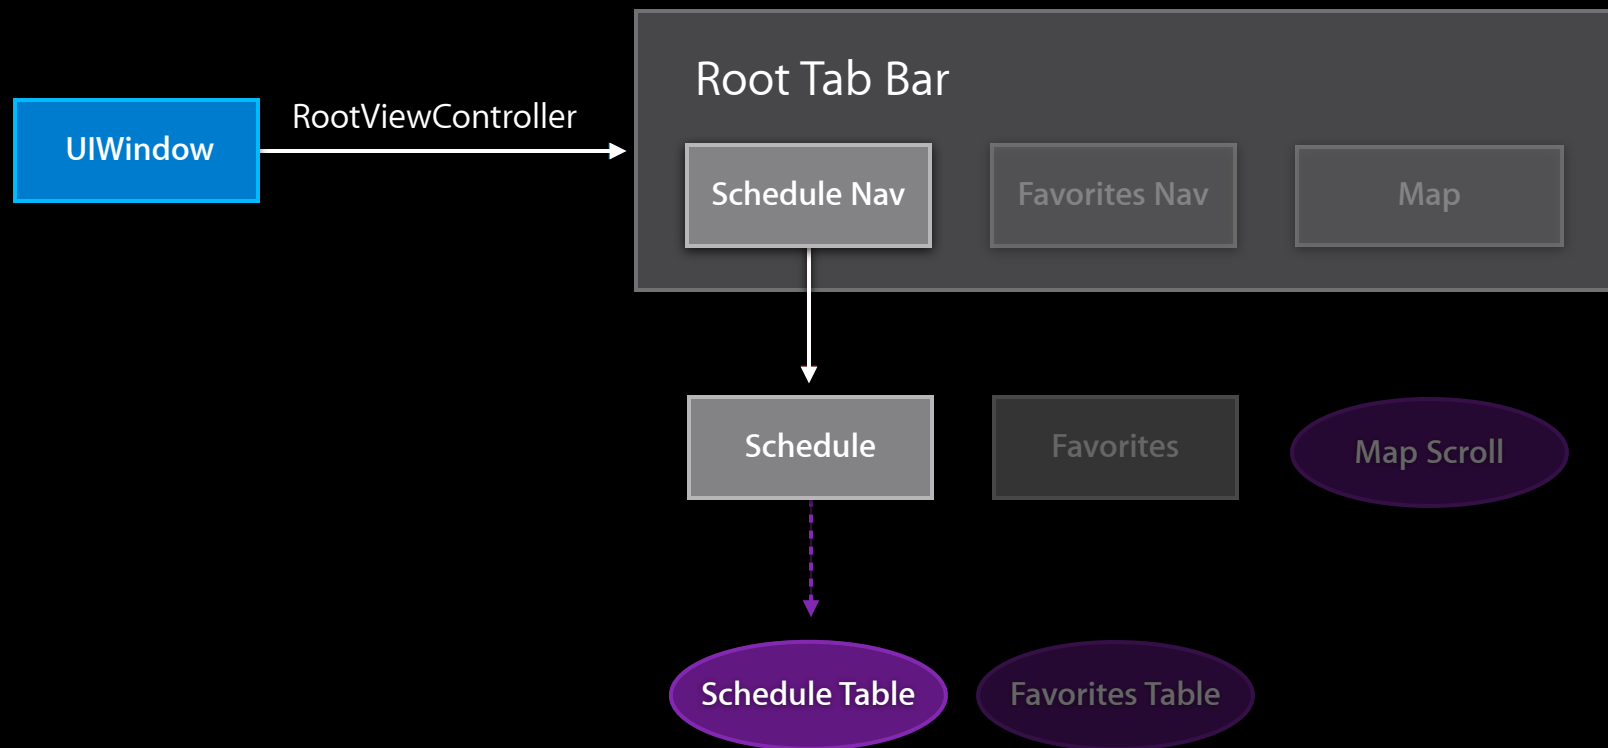 Root Tab Bar
RootViewController
UIWindow
Schedule Nav
Favorites Nav
Map
Schedule
Favorites
Map Scroll
Schedule Table
Favorites Table